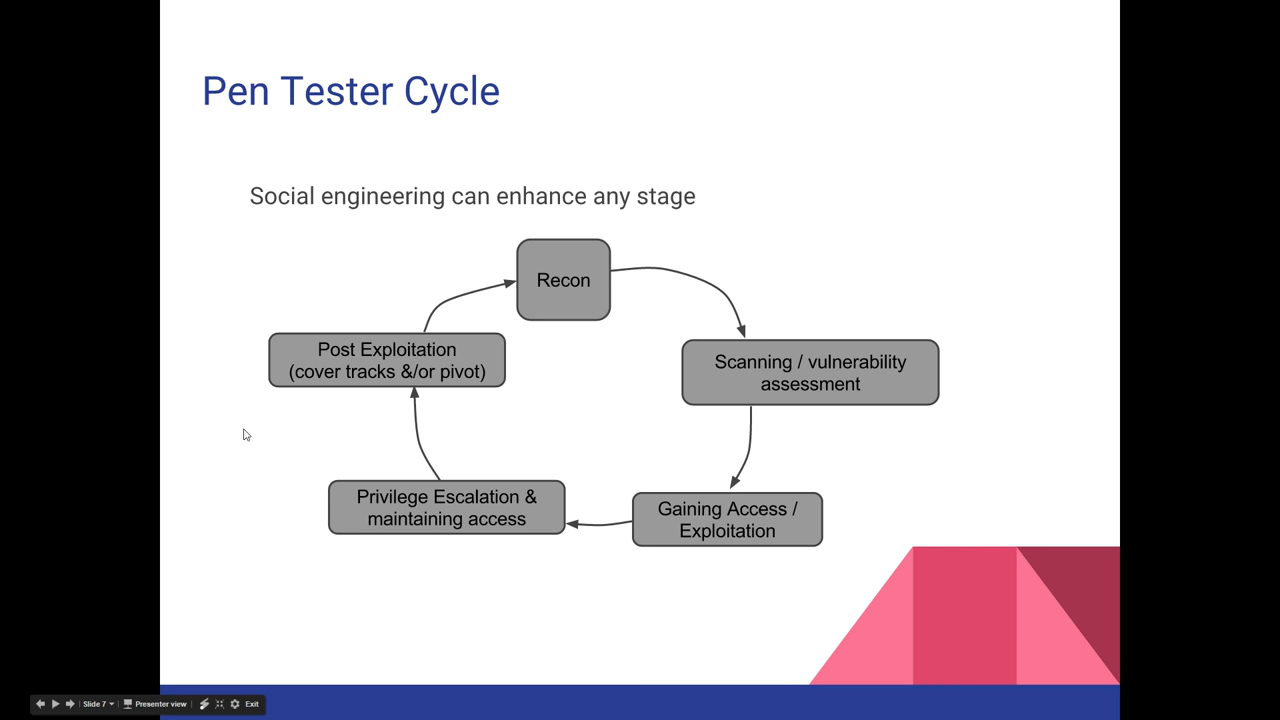 Pen Tester Cycle
Social engineering can enhance any stage
Recon
Post Exploitation
(cover tracks &/or pivot)
Scanning / vulnerability
assessment
Privilege Escalation &
maintaining access
Gaining Access /
Exploitation
Slide 7
Presenter view
Exit